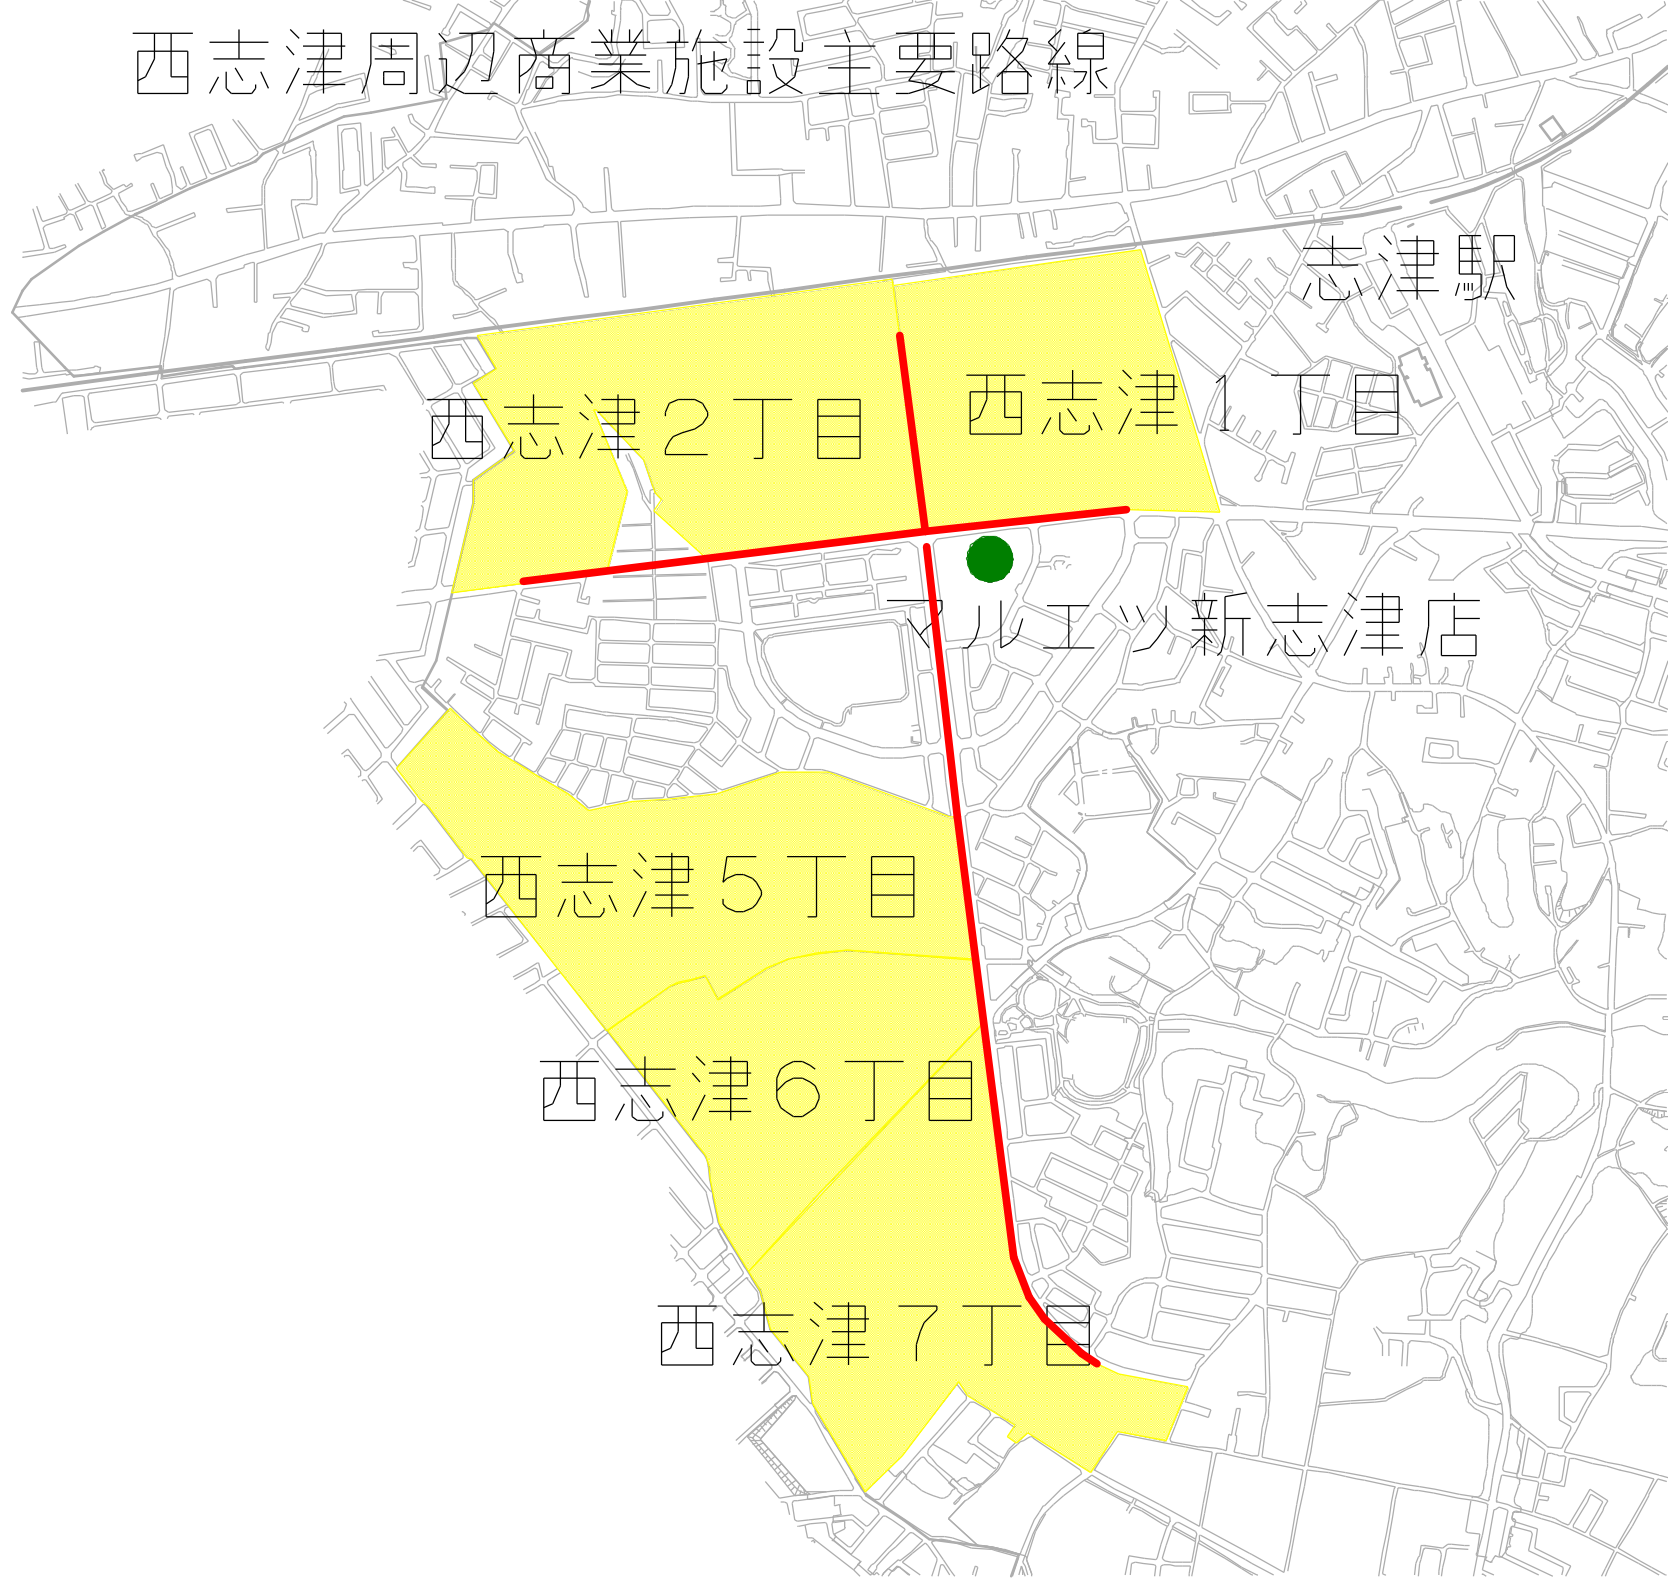 西志津周辺商業施設主要路線
志津駅
西志津１丁目
西志津２丁目
マルエツ新志津店
西志津５丁目
西志津６丁目
西志津７丁目